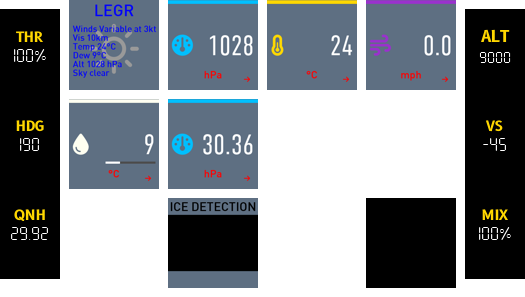 THR
100%
HDG
190
QNH
29.92
LEGR
Winds Variable at 3kt
Vis 10km
Temp 24°C
Dew 9°C
Alt 1028 hPa
Sky clear
1028
hPa
24
°C
0.0
mph
9
°C
30.36
hPa
ICE DETECTION
ALT
9000
VS
-45
MIX
100%